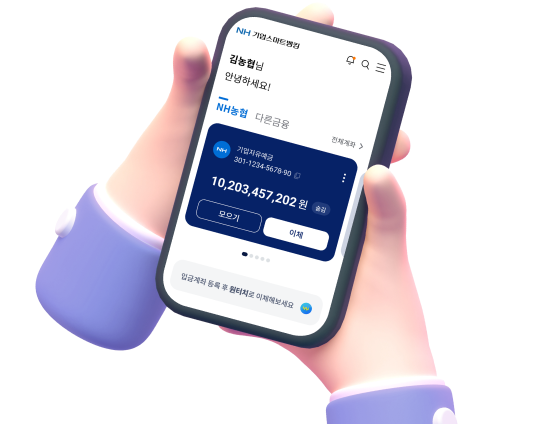 NH 기업스마트뱅킹
김농협님
안녕하세요!
NH농협 다른금융
전체계좌
NH 기업자유예금
301-1234-5678-90
10,203,457,202 원 숨김
모으기 이체
입금계좌 등록 후 원터치로 이체해보세요